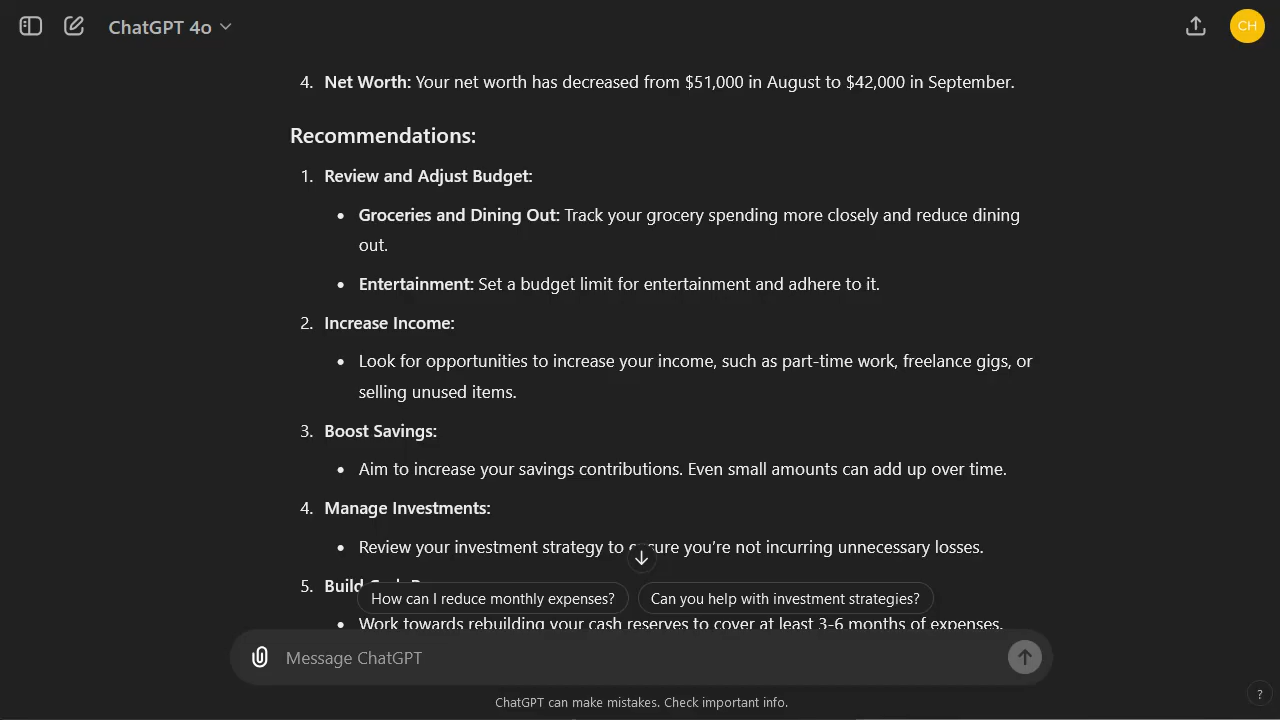 ChatGPT 4o
CH
4. Net Worth: Your net worth has decreased from $51,000 in August to $42,000 in September.
Recommendations:
1. Review and Adjust Budget:
• Groceries and Dining Out: Track your grocery spending more closely and reduce dining
out.
• Entertainment: Set a budget limit for entertainment and adhere to it.
2. Increase Income:
• Look for opportunities to increase your income, such as part-time work, freelance gigs, or
selling unused items.
3. Boost Savings:
• Aim to increase your savings contributions. Even small amounts can add up over time.
4. Manage Investments:
• Review your investment strategy to ensure you're not incurring unnecessary losses.
5. Build
How can I reduce monthly expenses?
Can you help with investment strategies?
• Work towards rebuilding your cash reserves to cover at least 3-6 months of expenses.
Message ChatGPT
ChatGPT can make mistakes. Check important info.
?